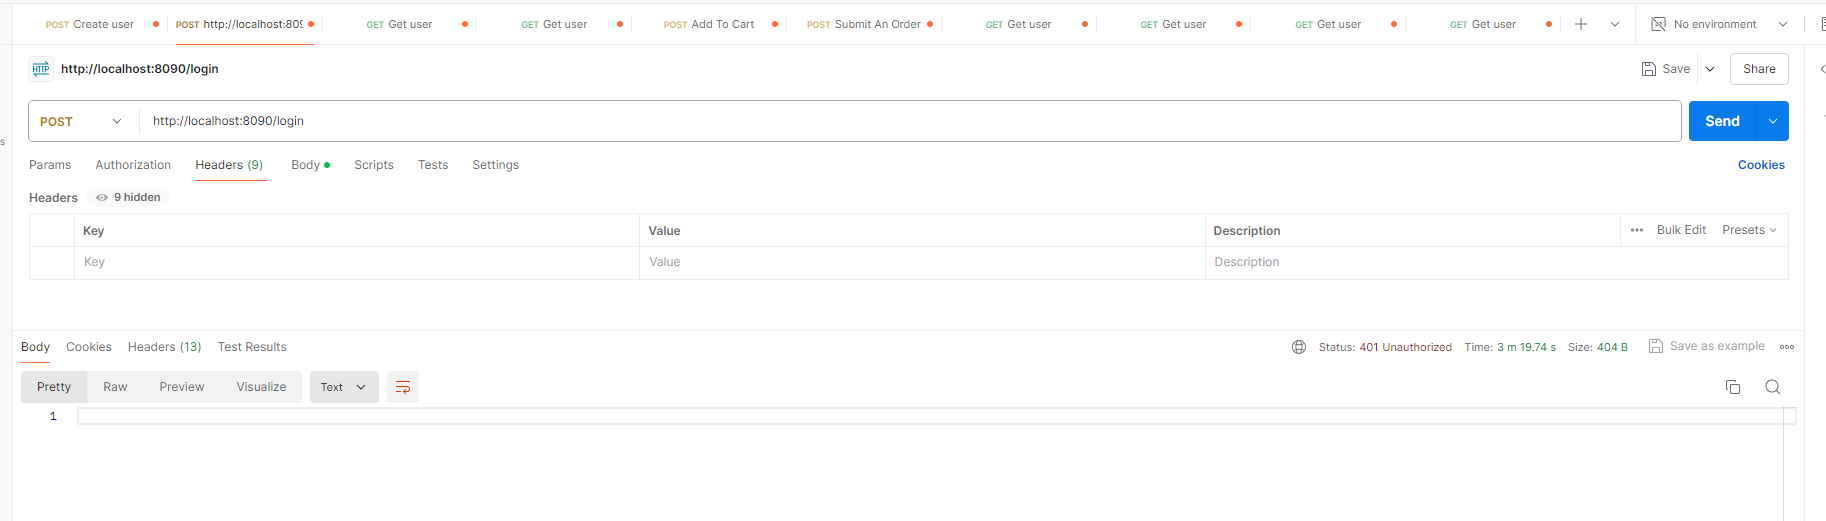 POST Create user POST http://localhost:809 GET Get user GET Get user POST Add To Cart POST Submit An Order GET Get user GET Get user GET Get user GET Get user No environment
HTTP http://localhost:8090/login Save Share
POST http://localhost:8090/login Send
s
Params Authorization Headers (9) Body Scripts Tests Settings Cookies
Headers 9 hidden
Key Value Description Bulk Edit Presets
Key Value Description
Body Cookies Headers (13) Test Results Status: 401 Unauthorized Time: 3 m 19.74 s Size: 404 B Save as example
Pretty Raw Preview Visualize Text
1